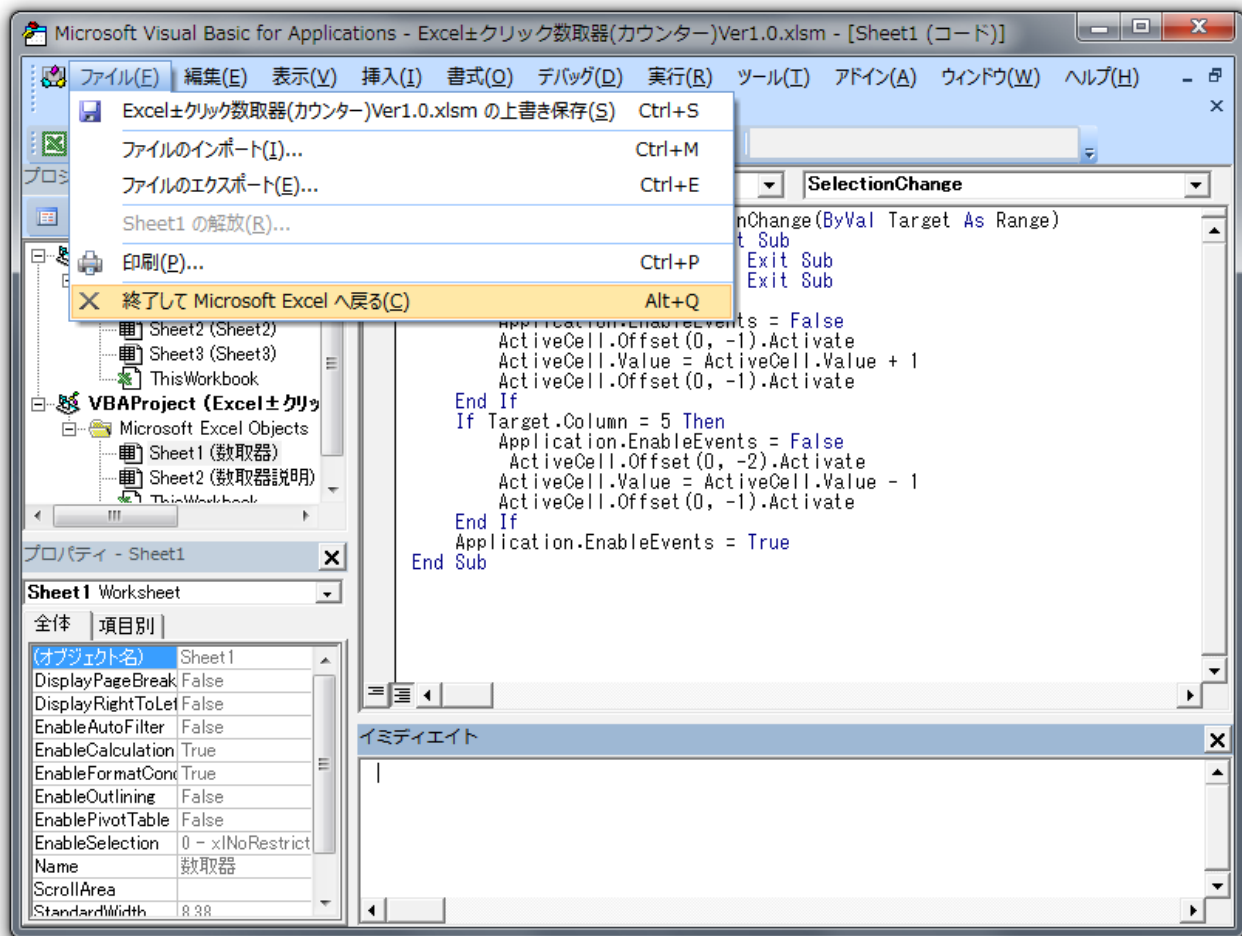 Microsoft Visual Basic for Applications - Excel±クリック数取器(カウンター)Ver1.0.xlsm - [Sheet1 (コード)]
ファイル(F) 編集(E) 表示(V) 挿入(I) 書式(O) デバッグ(D) 実行(R) ツール(T) アドイン(A) ウィンドウ(W) ヘルプ(H)
Excel±クリック数取器(カウンター)Ver1.0.xlsm の上書き保存(S) Ctrl+S
ファイルのインポート(I)... Ctrl+M
ファイルのエクスポート(E)... Ctrl+E
Sheet1 の解放(R)...
印刷(P)... Ctrl+P
終了して Microsoft Excel へ戻る(C) Alt+Q
プロジ
Sheet2 (Sheet2)
Sheet3 (Sheet3)
ThisWorkbook
VBAProject (Excel±クリッ
Microsoft Excel Objects
Sheet1 (数取器)
Sheet2 (数取器説明)
ThisWorkbook
SelectionChange
nChange(ByVal Target As Range)
t Sub
Exit Sub
Exit Sub
Application.EnableEvents = False
ActiveCell.Offset(0, -1).Activate
ActiveCell.Value = ActiveCell.Value + 1
ActiveCell.Offset(0, -1).Activate
End If
If Target.Column = 5 Then
Application.EnableEvents = False
ActiveCell.Offset(0, -2).Activate
ActiveCell.Value = ActiveCell.Value - 1
ActiveCell.Offset(0, -1).Activate
End If
Application.EnableEvents = True
End Sub
プロパティ - Sheet1
Sheet1 Worksheet
全体 項目別
(オブジェクト名) Sheet1
DisplayPageBreak False
DisplayRightToLef False
EnableAutoFilter False
EnableCalculation True
EnableFormatCond True
EnableOutlining False
EnablePivotTable False
EnableSelection 0 - xlNoRestrict
Name 数取器
ScrollArea
StandardWidth 8.38
イミディエイト